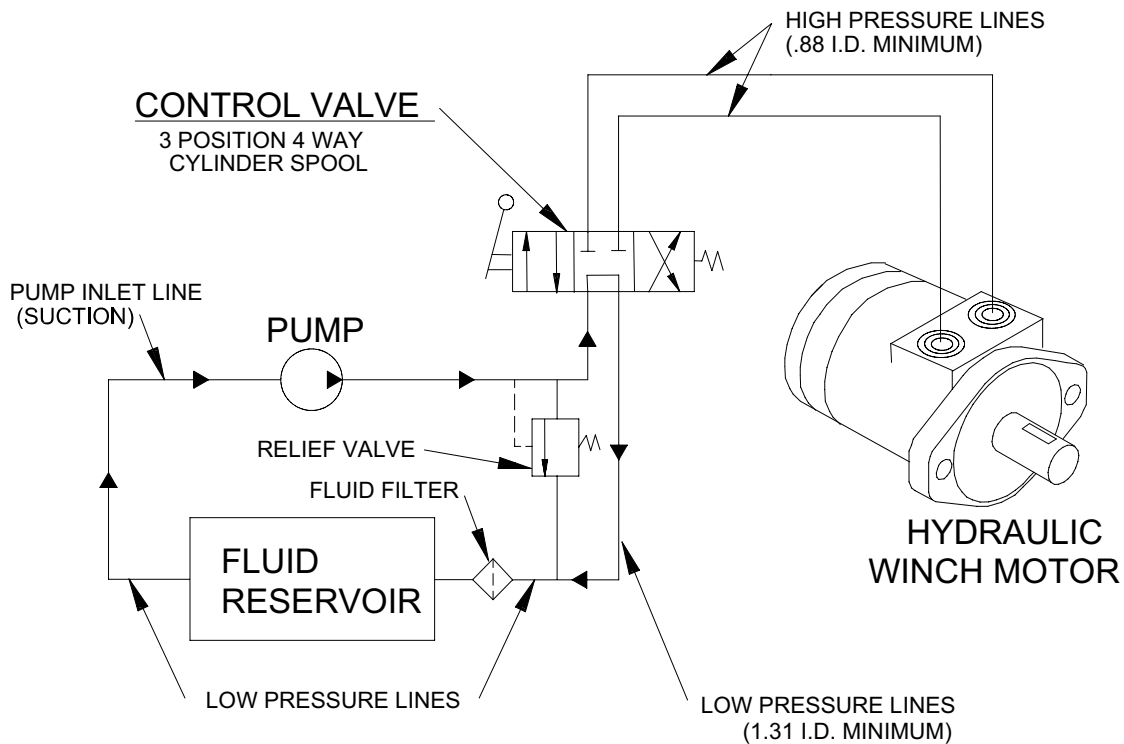 HIGH PRESSURE LINES
(.88 I.D. MINIMUM)
CONTROL VALVE
3 POSITION 4 WAY
CYLINDER SPOOL
PUMP INLET LINE
(SUCTION)
PUMP
RELIEF VALVE
FLUID FILTER
FLUID
RESERVOIR
HYDRAULIC
WINCH MOTOR
LOW PRESSURE LINES
LOW PRESSURE LINES
(1.31 I.D. MINIMUM)